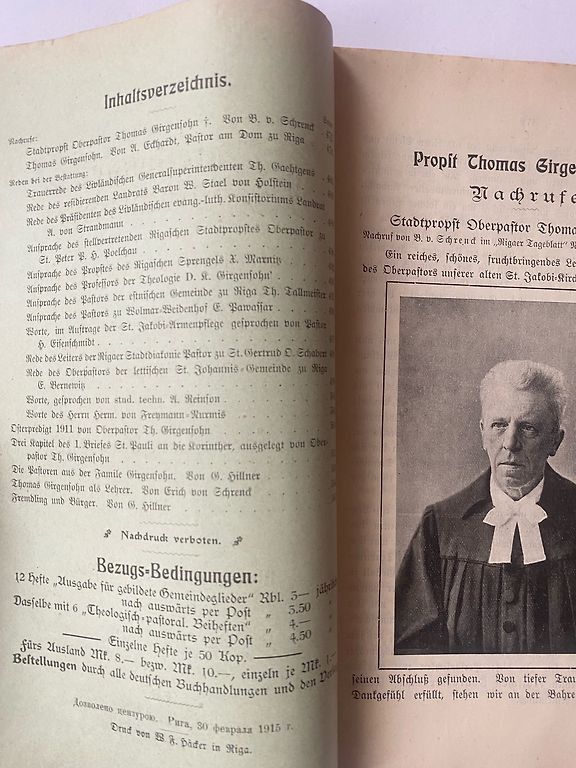 Inhaltsverzeichnis.
Nachrufe:
Stadtpropst Oberpastor Thomas Girgensohn †. Von B. v. Schrenck
Thomas Girgensohn. Von A. Eckhardt, Pastor am Dom zu Riga
Reden bei der Bestattung:
Trauerrede des Livländischen Generalsuperintendenten Th. Gaehtgens
Rede des residierenden Landrats Baron W. Stael von Holstein
Rede des Präsidenten des Livländischen evang.-luth. Konsistoriums Landrat
A. von Strandmann
Ansprache des stellvertretenden Rigaschen Stadtpropstes Oberpastor zu
St. Peter P. H. Poelchau
Ansprache des Propstes des Rigaschen Sprengels X. Marnitz
Ansprache des Professors der Theologie D. K. Girgensohn
Ansprache des Pastors der estnischen Gemeinde zu Riga Th. Tallmeister
Ansprache des Pastors zu Wolmar-Weidenhof E. Pawassar
Worte, im Auftrage der St. Jakobi-Armenpflege gesprochen von Pastor
H. Eisenschmidt
Rede des Leiters der Rigaer Stadtdiakonie Pastor zu St. Gertrud O. Schabert
Rede des Oberpastors der lettischen St. Johannis-Gemeinde zu Riga
E. Bernewitz
Worte, gesprochen von stud. techn. A. Reinson
Worte des Herrn Herm. von Freymann-Nurmis
Osterpredigt 1911 von Oberpastor Th. Girgensohn
Drei Kapitel des 1. Briefes St. Pauli an die Korinther, ausgelegt von Ober-
pastor Th. Girgensohn
Die Pastoren aus der Familie Girgensohn. Von G. Hillner
Thomas Girgensohn als Lehrer. Von Erich von Schrenck
Fremdling und Bürger. Von G. Hillner
Nachdruck verboten.
Bezugs-Bedingungen:
12 Hefte „Ausgabe für gebildete Gemeindeglieder" Rbl. 3.— jährlich
nach auswärts per Post „ 3.50
Dasselbe mit 6 „Theologisch-pastoral. Beiheften" „ 4.—
nach auswärts per Post „ 4.50
Einzelne Hefte je 50 Kop.
Fürs Ausland Mk. 8.— bezw. Mk. 10.—, einzeln je Mk. 1.—
Bestellungen durch alle deutschen Buchhandlungen und den
Дозволено цензурою. Рига, 30 февраля 1915 г.
Druck von W. F. Häcker in Riga.
Propst Thomas Girge
Nachrufe
Stadtpropst Oberpastor Thoma
Nachruf von B. v. Schrenck im „Rigaer Tageblatt" N
Ein reiches, schönes, fruchtbringendes Le
des Oberpastors unserer alten St. Jakobi-Kirch
seinen Abschluß gefunden. Von tiefer Trau
Dankgefühl erfüllt, stehen wir an der Bahre